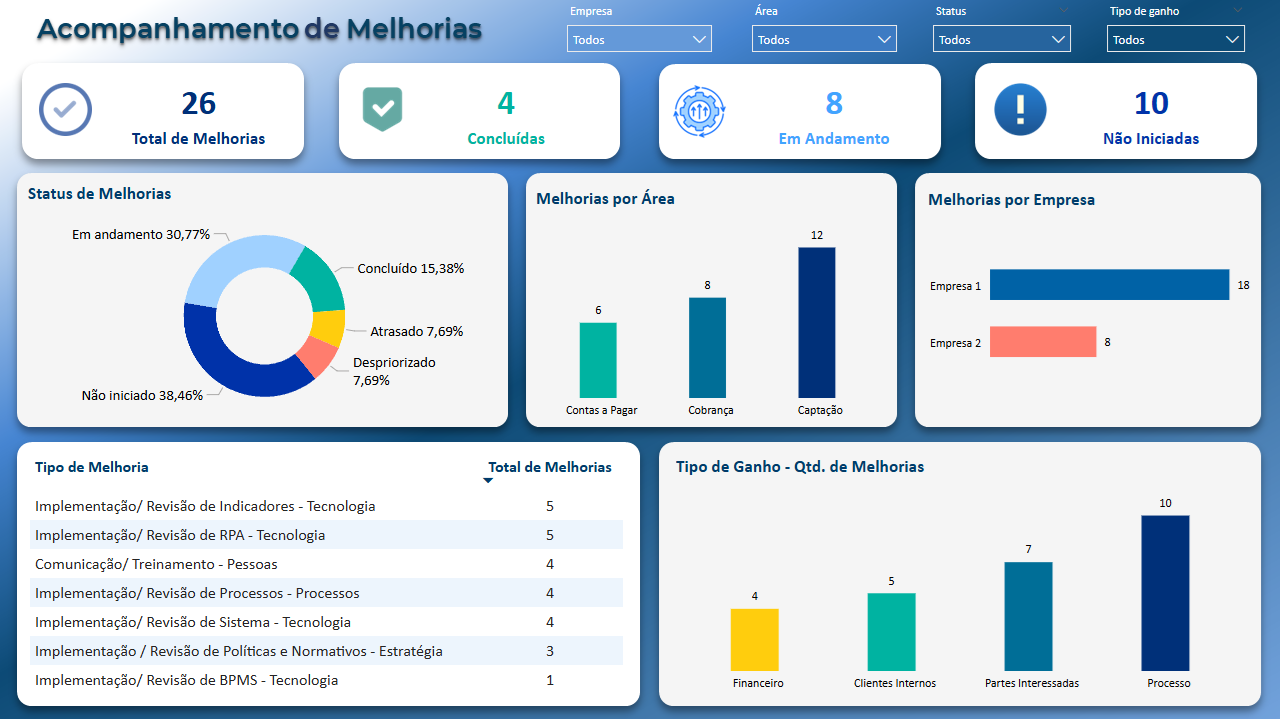 Acompanhamento de Melhorias
Empresa
Todos
Área
Todos
Status
Todos
Tipo de ganho
Todos
26
Total de Melhorias
4
Concluídas
8
Em Andamento
10
Não Iniciadas
Status de Melhorias
Em andamento 30,77%
Concluído 15,38%
Atrasado 7,69%
Despriorizado
7,69%
Não iniciado 38,46%
Melhorias por Área
12
8
6
Contas a Pagar
Cobrança
Captação
Melhorias por Empresa
Empresa 1
18
Empresa 2
8
Tipo de Melhoria Total de Melhorias
Implementação/ Revisão de Indicadores - Tecnologia 5
Implementação/ Revisão de RPA - Tecnologia 5
Comunicação/ Treinamento - Pessoas 4
Implementação/ Revisão de Processos - Processos 4
Implementação/ Revisão de Sistema - Tecnologia 4
Implementação / Revisão de Políticas e Normativos - Estratégia 3
Implementação/ Revisão de BPMS - Tecnologia 1
Tipo de Ganho - Qtd. de Melhorias
4
5
7
10
Financeiro
Clientes Internos
Partes Interessadas
Processo